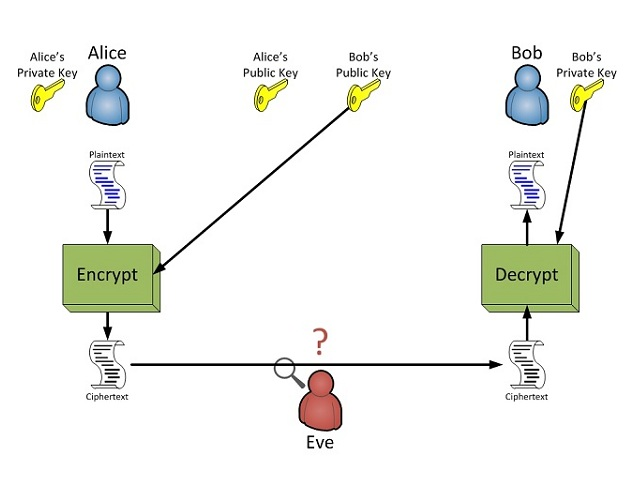 Alice's
Private Key
Alice
Alice's
Public Key
Bob's
Public Key
Bob
Bob's
Private Key
Plaintext
Plaintext
Encrypt
Decrypt
?
Ciphertext
Ciphertext
Eve